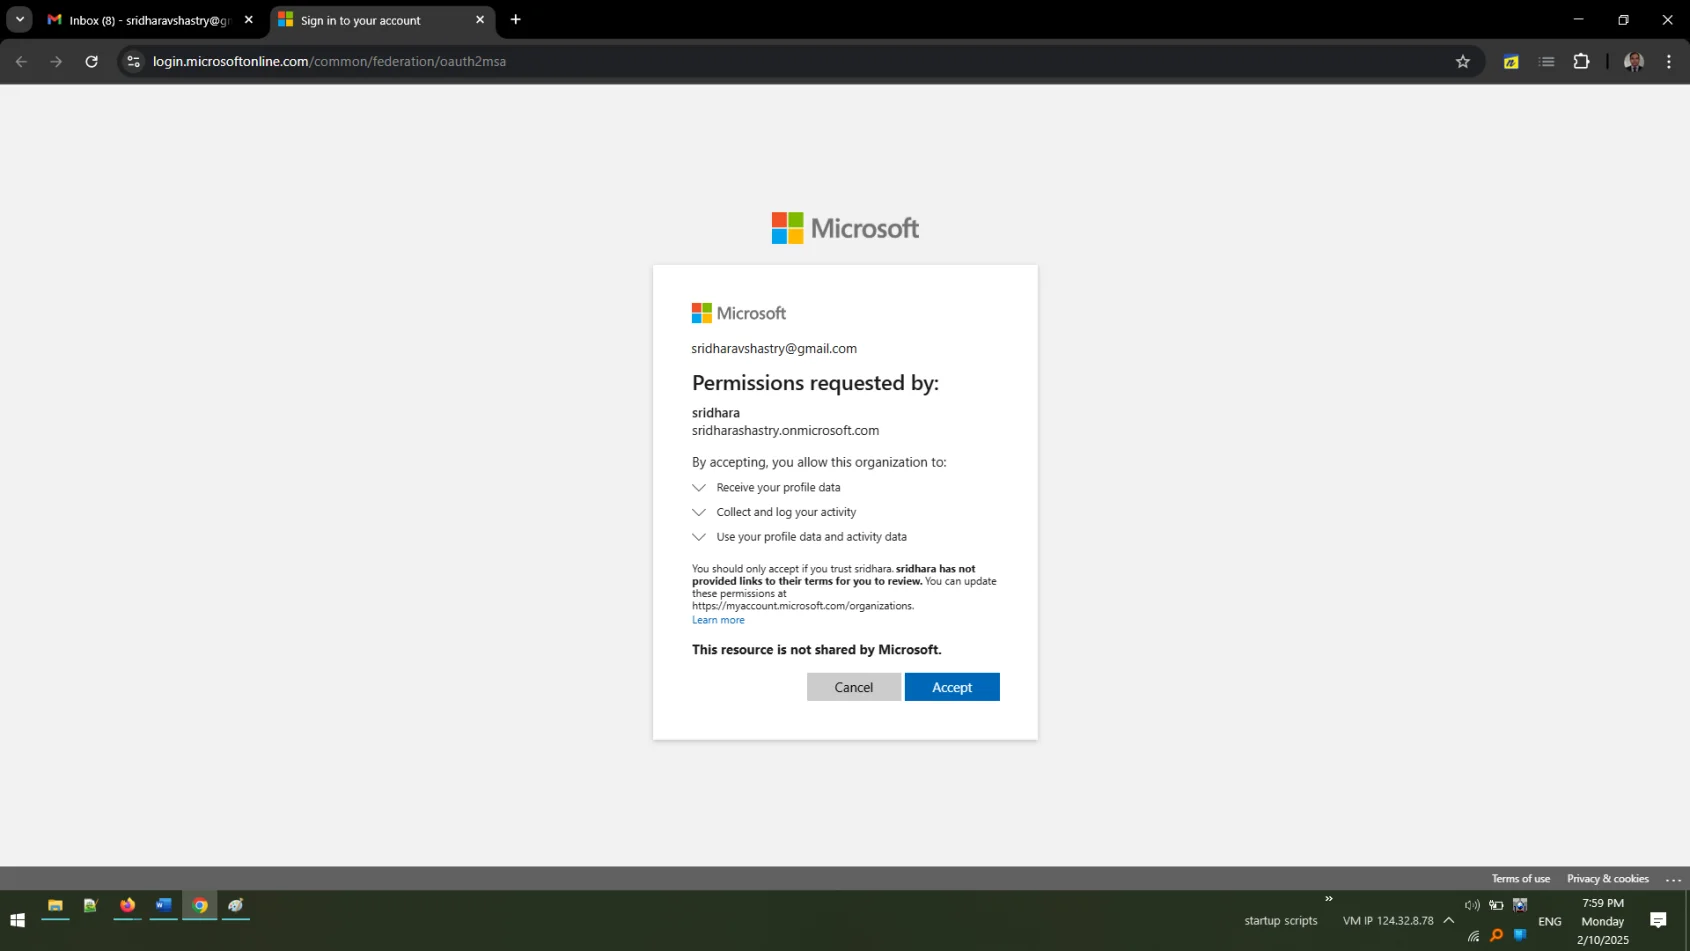 Inbox (8) - sridharavshastry@gr
Sign in to your account
login.microsoftonline.com/common/federation/oauth2msa
Microsoft
Microsoft
sridharavshastry@gmail.com
Permissions requested by:
sridhara
sridharashastry.onmicrosoft.com
By accepting, you allow this organization to:
Receive your profile data
Collect and log your activity
Use your profile data and activity data
You should only accept if you trust sridhara. sridhara has not
provided links to their terms for you to review. You can update
these permissions at
https://myaccount.microsoft.com/organizations.
Learn more
This resource is not shared by Microsoft.
Cancel
Accept
Terms of use
Privacy & cookies
...
startup scripts
VM IP 124.32.8.78
ENG
7:59 PM
Monday
2/10/2025